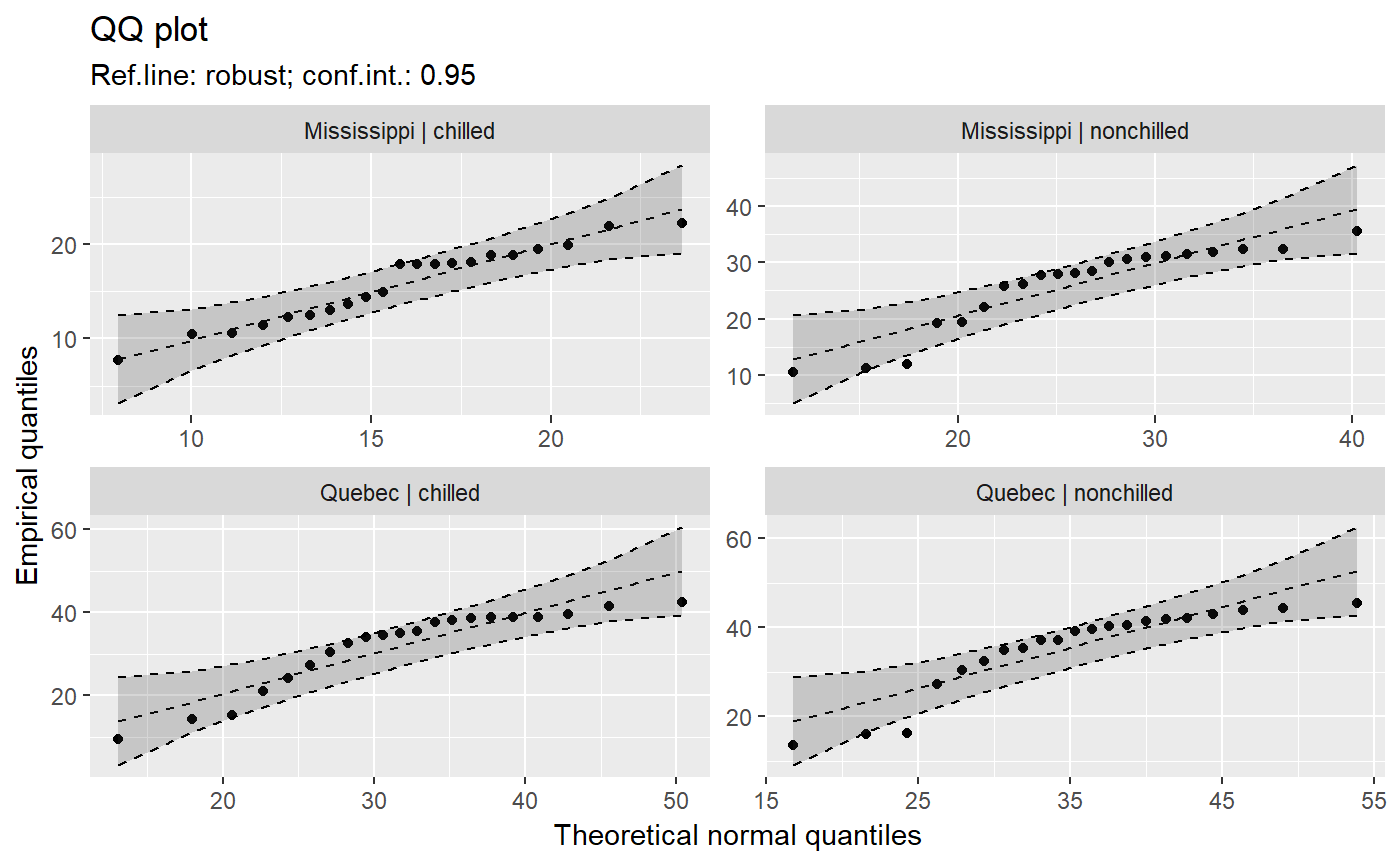 QQ plot
Ref.line: robust; conf.int.: 0.95
Mississippi | chilled
Mississippi | nonchilled
20
10
10 15 20
40
30
20
10
20 30 40
Quebec | chilled
Quebec | nonchilled
60
40
20
20 30 40 50
60
40
20
15 25 35 45 55
Empirical quantiles
Theoretical normal quantiles